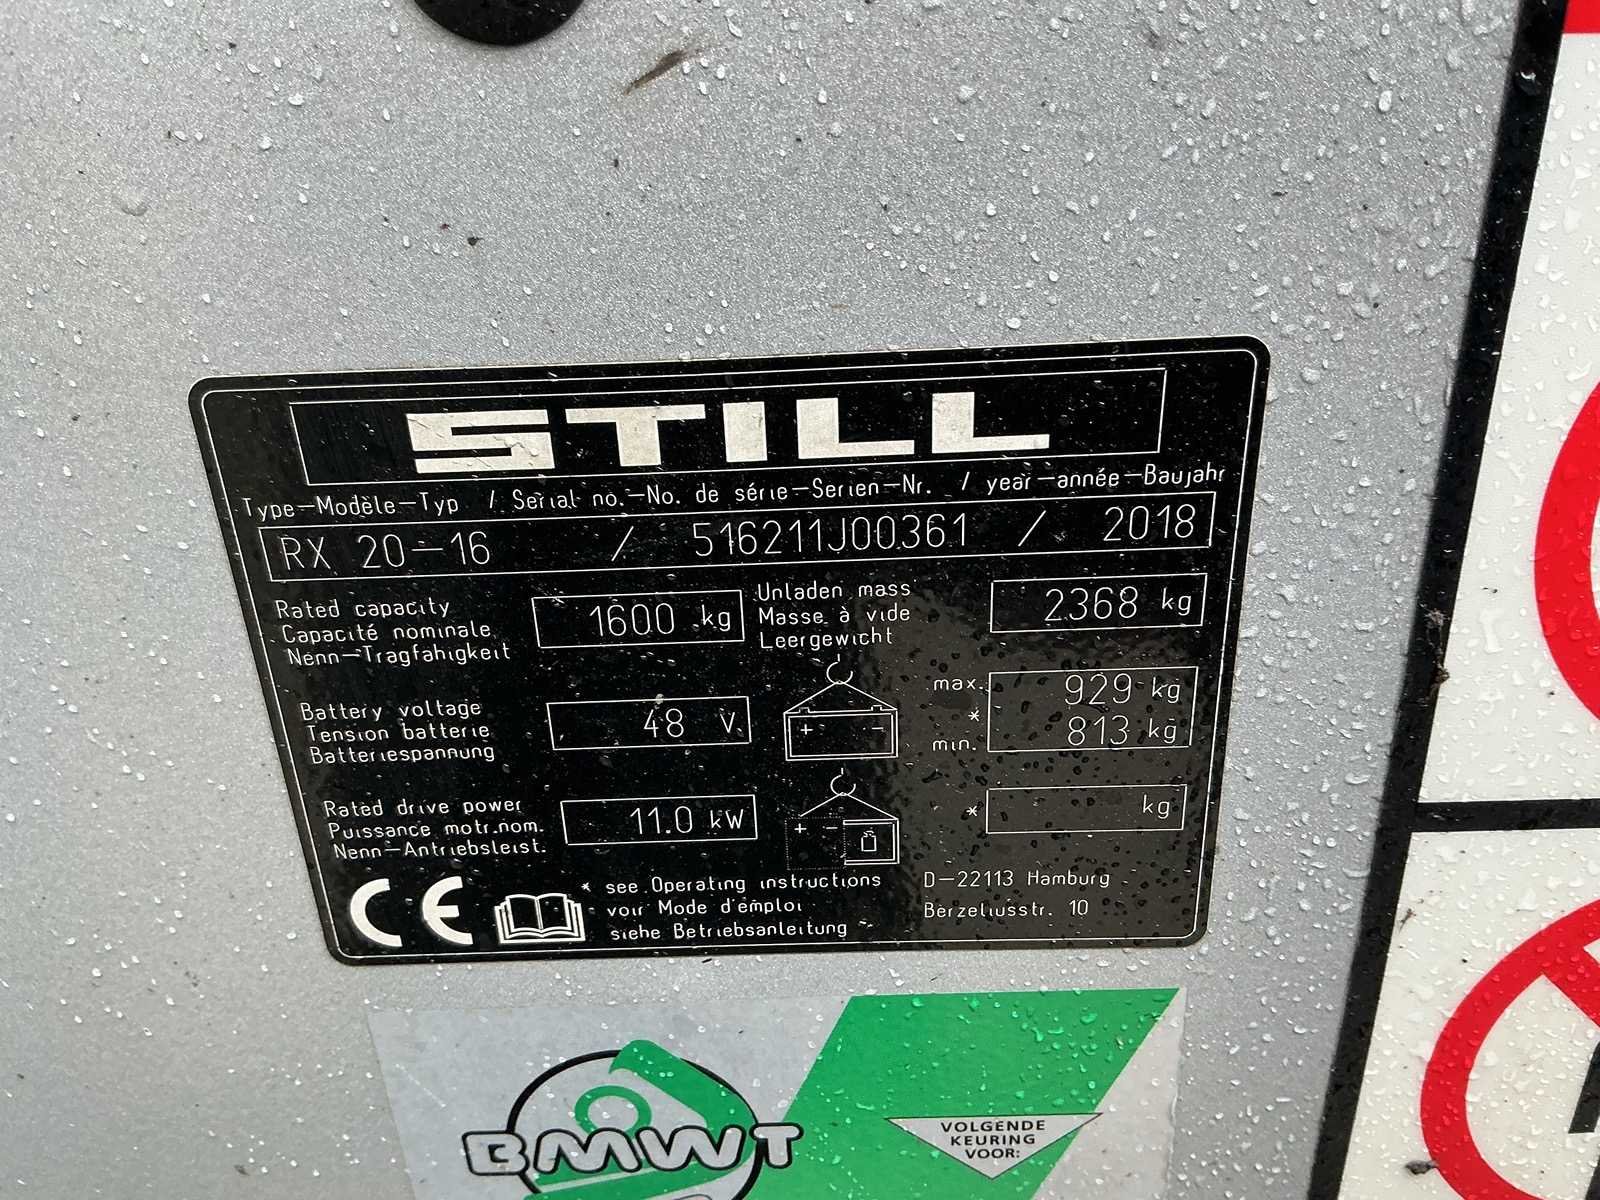 STILL
Type-Modèle-Typ / Serial no.-No. de série-Serien-Nr. / year-année-Baujahr
RX 20-16 / 516211J00361 / 2018
Rated capacity
Capacité nominale
Nenn-Tragfähigkeit
1600 kg
Unladen mass
Masse à vide
Leergewicht
2368 kg
Battery voltage
Tension batterie
Batteriespannung
48 V
+ -
max. 929 kg
*
min. 813 kg
Rated drive power
Puissance motr.nom.
Nenn-Antriebsleist.
11.0 kW
+ -
* kg
CE
* see Operating instructions
voir Mode d'emploi
siehe Betriebsanleitung
D-22113 Hamburg
Berzeliusstr. 10
BMWT
VOLGENDE
KEURING
VOOR: